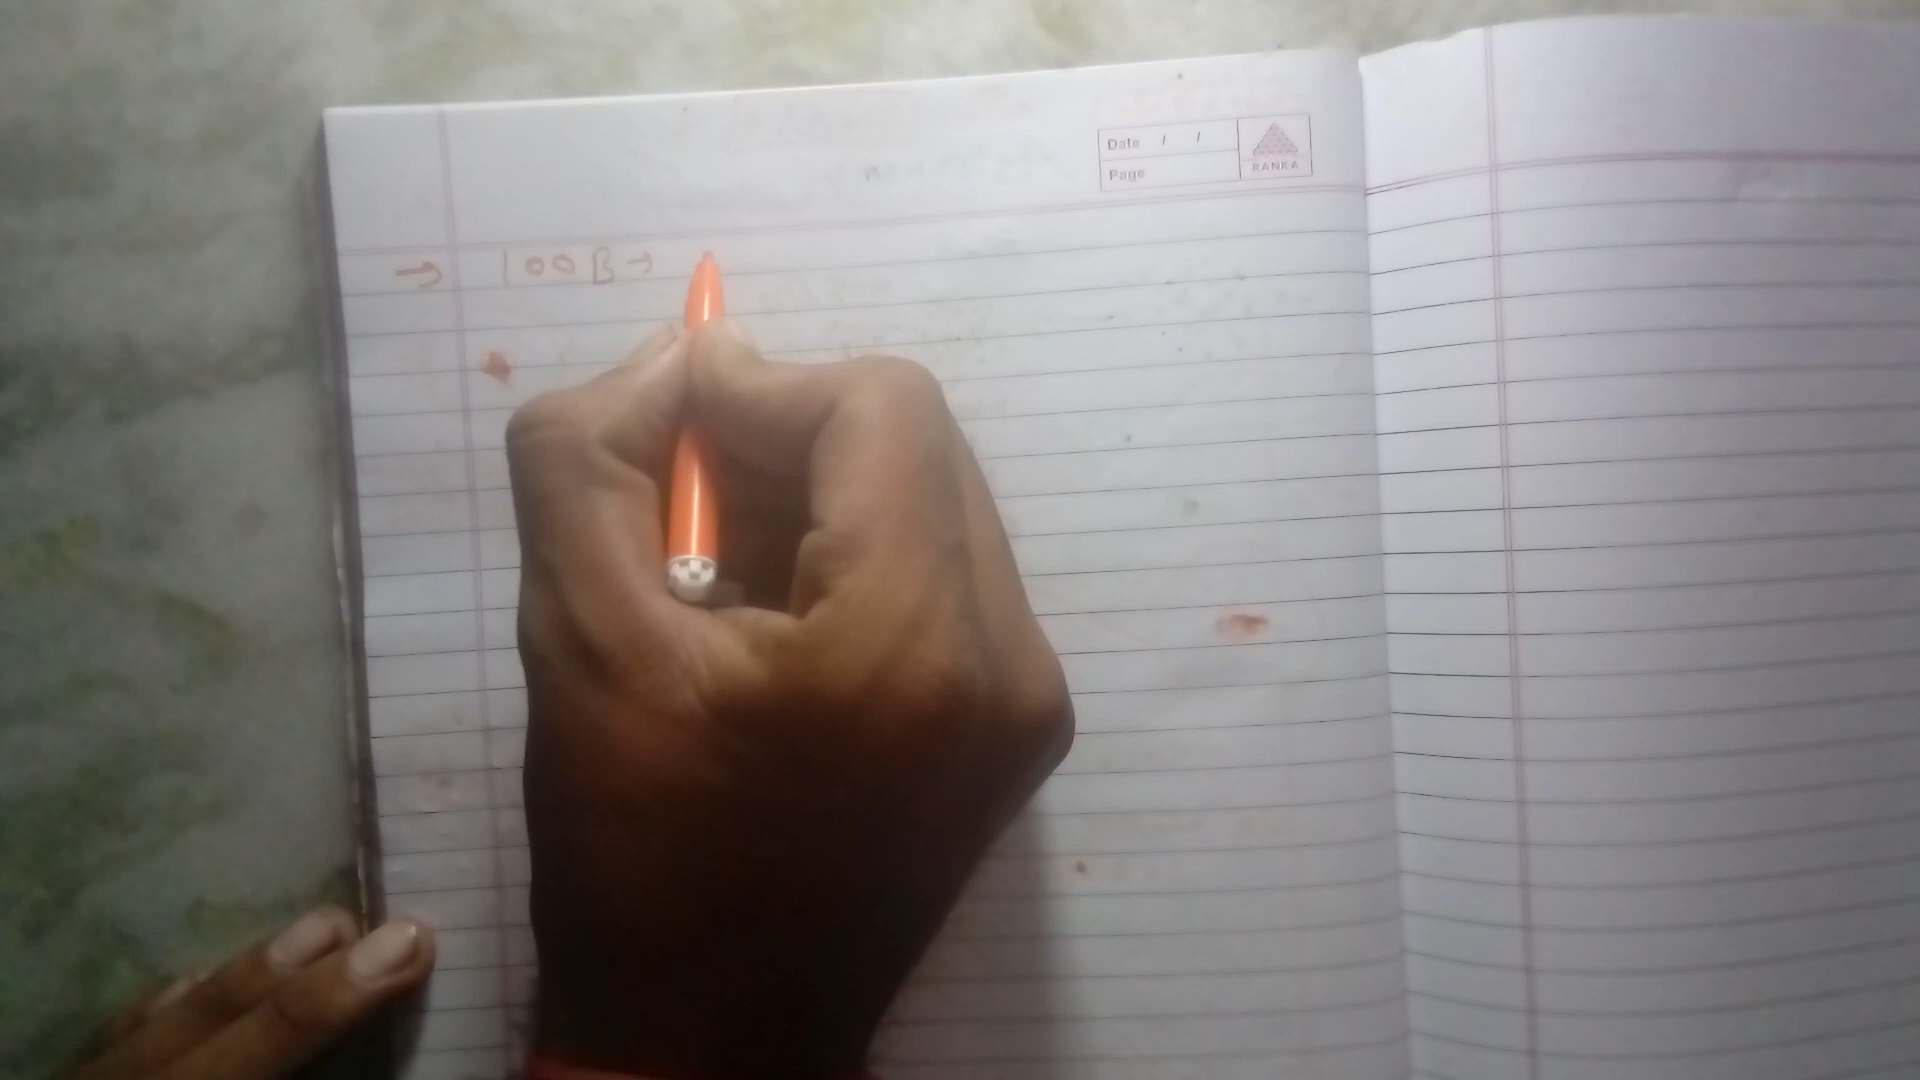 Date / /
Page
RANKA
→ 100B →